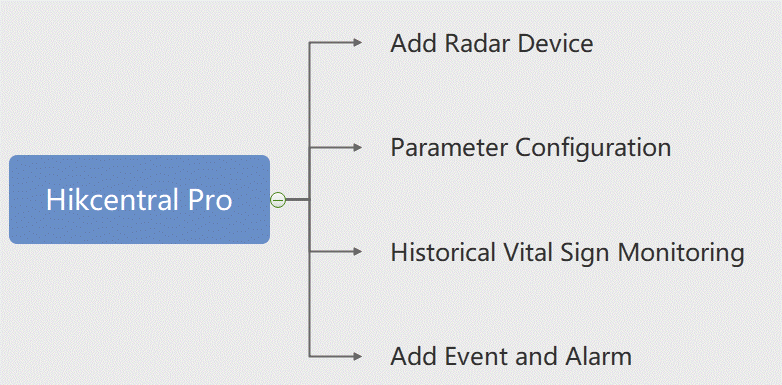 Add Radar Device
Parameter Configuration
Hikcentral Pro
Historical Vital Sign Monitoring
Add Event and Alarm